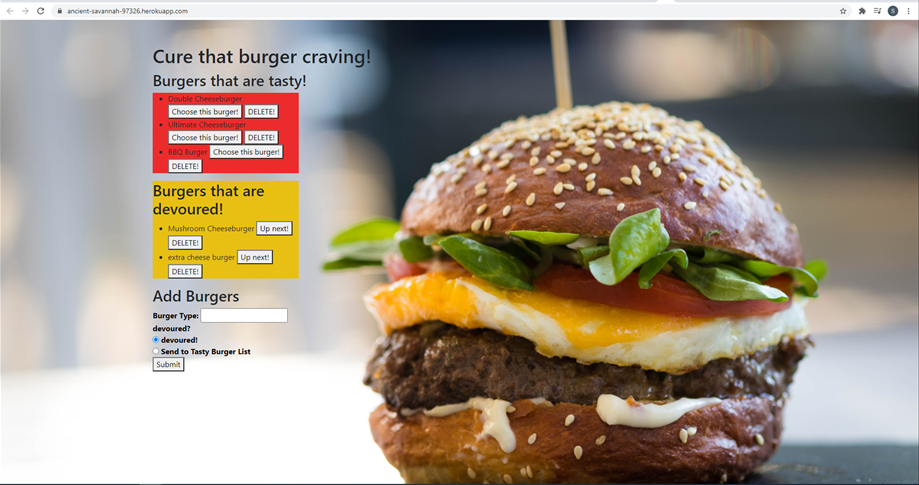 ancient-savannah-97326.herokuapp.com
S
Cure that burger craving!
Burgers that are tasty!
Double Cheeseburger
Choose this burger! DELETE!
Ultimate Cheeseburger
Choose this burger! DELETE!
BBQ Burger Choose this burger!
DELETE!
Burgers that are
devoured!
Mushroom Cheeseburger Up next!
DELETE!
extra cheese burger Up next!
DELETE!
Add Burgers
Burger Type:
devoured?
devoured!
Send to Tasty Burger List
Submit